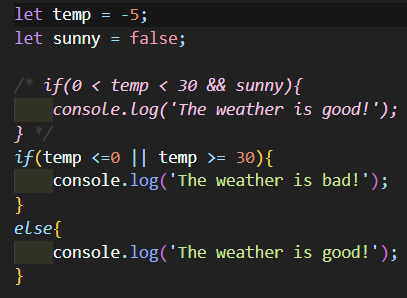 let temp = -5;
let sunny = false;
/* if(0 < temp < 30 && sunny){
console.log('The weather is good!');
} */
if(temp <=0 || temp >= 30){
console.log('The weather is bad!');
}
else{
console.log('The weather is good!');
}